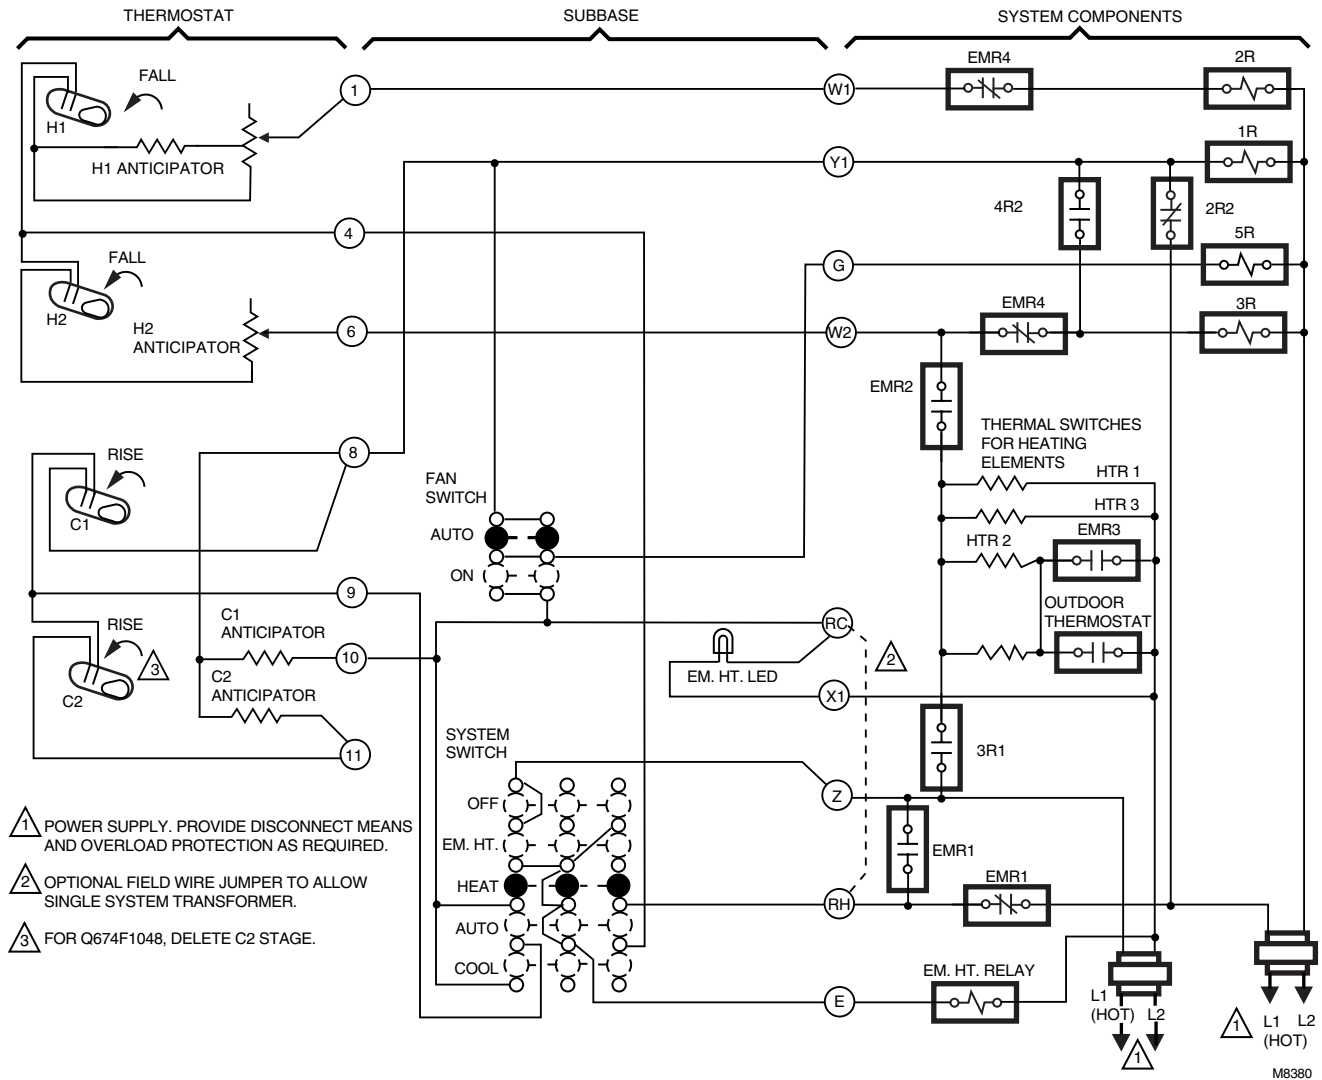 THERMOSTAT
SUBBASE
SYSTEM COMPONENTS
EMR4
2R
FALL
1
W1
H1
H1 ANTICIPATOR
1R
Y1
4R2
2R2
4
5R
FALL
G
H2
H2
ANTICIPATOR
6
W2
EMR4
3R
EMR2
THERMAL SWITCHES
FOR HEATING
ELEMENTS
RISE
8
C1
FAN
SWITCH
HTR 1
HTR 3
AUTO
EMR3
HTR 2
ON
9
OUTDOOR
THERMOSTAT
RISE
C1
ANTICIPATOR
RC
3
10
2
C2
C2
ANTICIPATOR
EM. HT. LED
X1
SYSTEM
SWITCH
11
3R1
OFF
Z
1
POWER SUPPLY. PROVIDE DISCONNECT MEANS
AND OVERLOAD PROTECTION AS REQUIRED.
EM. HT.
EMR1
2
OPTIONAL FIELD WIRE JUMPER TO ALLOW
SINGLE SYSTEM TRANSFORMER.
HEAT
EMR1
RH
3
FOR Q674F1048, DELETE C2 STAGE.
AUTO
COOL
EM. HT. RELAY
E
L1
(HOT)
L2
1
1
L1
(HOT)
L2
M8380